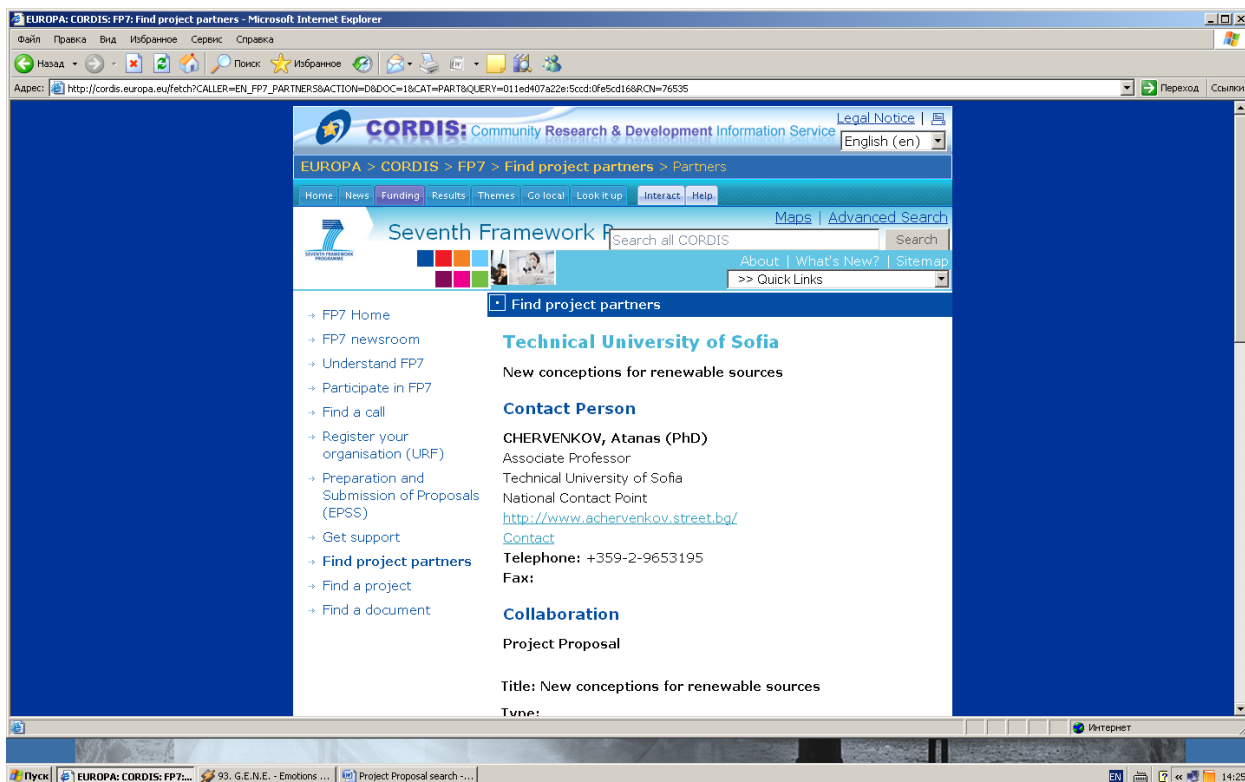 EUROPA: CORDIS: FP7: Find project partners - Microsoft Internet Explorer
Файл Правка Вид Избранное Сервис Справка
Назад Поиск Избранное
Адрес: http://cordis.europa.eu/fetch?CALLER=EN_FP7_PARTNERS&ACTION=D&DOC=1&CAT=PART&QUERY=011ed407a22e:5ccd:0fe5cd16&RCN=76535 Переход Ссылки
Legal Notice |
CORDIS: Community Research & Development Information Service
English (en)
EUROPA > CORDIS > FP7 > Find project partners > Partners
Home News Funding Results Themes Go local Look it up Interact Help
Maps | Advanced Search
Seventh Framework P
Search all CORDIS Search
SEVENTH FRAMEWORK
PROGRAMME
About | What's New? | Sitemap
>> Quick Links
Find project partners
→ FP7 Home
→ FP7 newsroom
→ Understand FP7
→ Participate in FP7
→ Find a call
→ Register your
organisation (URF)
→ Preparation and
Submission of Proposals
(EPSS)
→ Get support
→ Find project partners
→ Find a project
→ Find a document
Technical University of Sofia
New conceptions for renewable sources
Contact Person
CHERVENKOV, Atanas (PhD)
Associate Professor
Technical University of Sofia
National Contact Point
http://www.achervenkov.street.bg/
Contact
Telephone: +359-2-9653195
Fax:
Collaboration
Project Proposal
Title: New conceptions for renewable sources
Type:
Интернет
Пуск EUROPA: CORDIS: FP7:... 93. G.E.N.E. - Emotions ... Project Proposal search -... EN 14:25